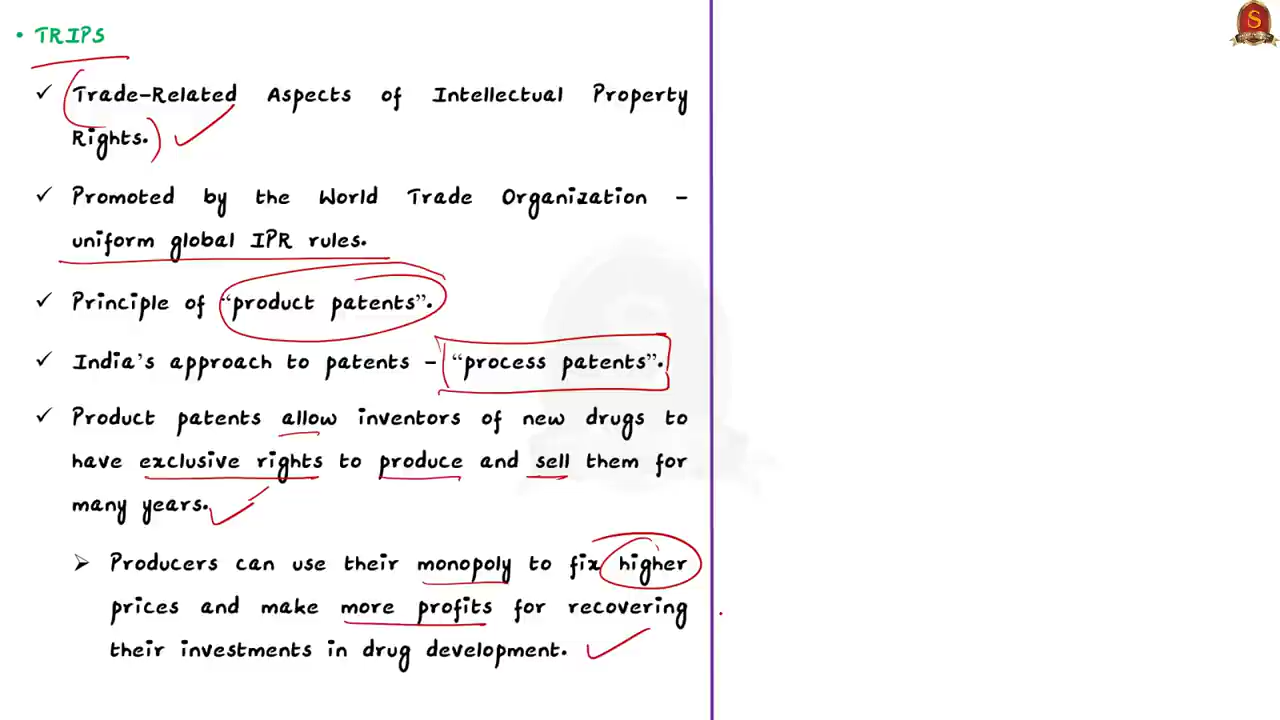 • TRIPS
✓ Trade-Related Aspects of Intellectual Property
Rights.
✓ Promoted by the World Trade Organization –
uniform global IPR rules.
✓ Principle of “product patents”.
✓ India's approach to patents – “process patents”.
✓ Product patents allow inventors of new drugs to
have exclusive rights to produce and sell them for
many years.
➢ Producers can use their monopoly to fix higher
prices and make more profits for recovering
their investments in drug development.
S